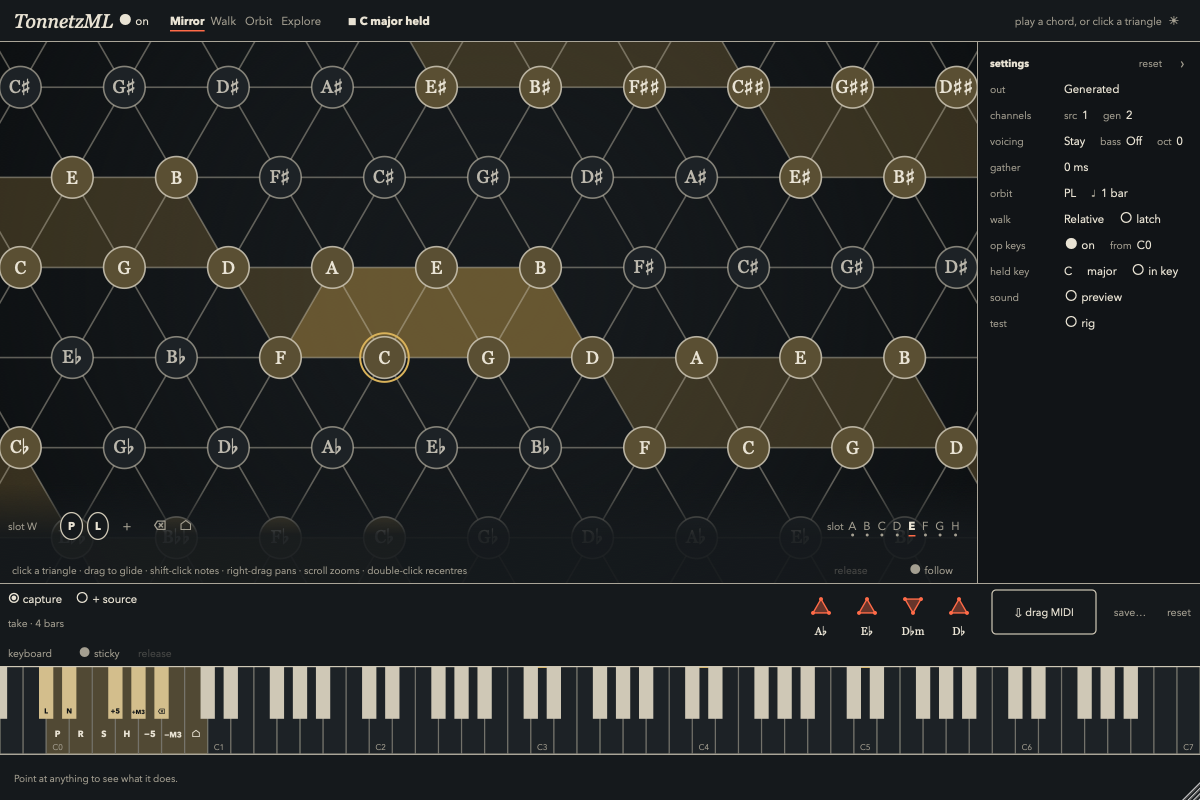 TonnetzML on Mirror Walk Orbit Explore ■ C major held play a chord, or click a triangle ☀
C♯ G♯ D♯ A♯ E♯ B♯ F♯♯ C♯♯ G♯♯ D♯♯
E B F♯ C♯ G♯ D♯ A♯ E♯ B♯
C G D A E B F♯ C♯ G♯ D♯
E♭ B♭ F C G D A E B
C♭ G♭ D♭ A♭ E♭ B♭ F C G D
slot W P L + slot A B C D E F G H
click a triangle · drag to glide · shift-click notes · right-drag pans · scroll zooms · double-click recentres release follow
settings reset ›
out Generated
channels src 1 gen 2
voicing Stay bass Off oct 0
gather 0 ms
orbit PL ♩ 1 bar
walk Relative latch
op keys on from C0
held key C major in key
sound preview
test rig
capture + source
take · 4 bars
A♭ E♭ D♭m D♭
⇩ drag MIDI save… reset
keyboard sticky release
L N +5 +M3 ⌫
P R S H −5 −M3
C0 C1 C2 C3 C4 C5 C6 C7
Point at anything to see what it does.